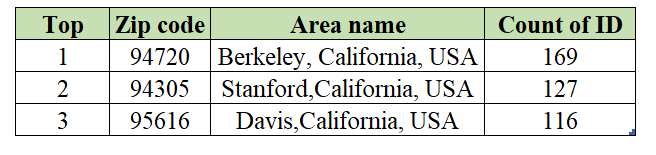 Top Zip code Area name Count of ID
1 94720 Berkeley, California, USA 169
2 94305 Stanford,California, USA 127
3 95616 Davis,California, USA 116